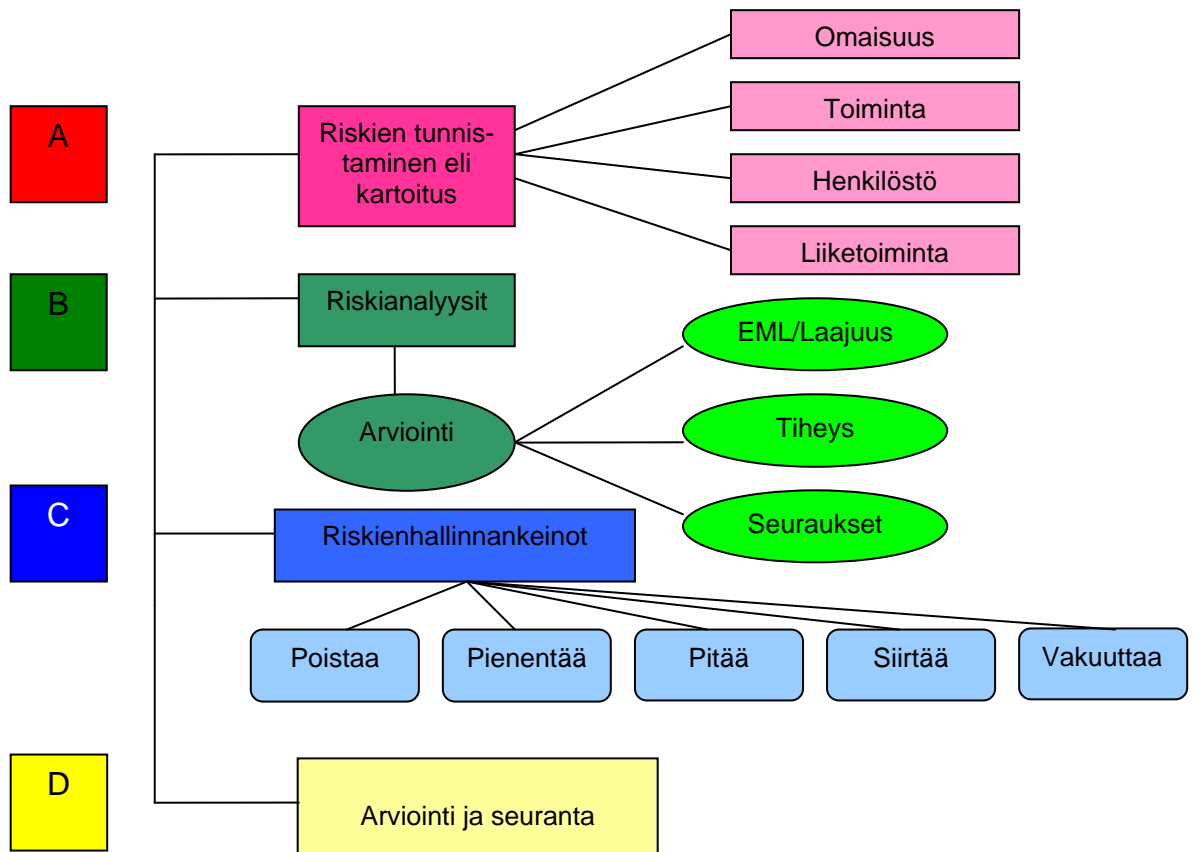 A
Riskien tunnis-
taminen eli
kartoitus
Omaisuus
Toiminta
Henkilöstö
Liiketoiminta
B
Riskianalyysit
Arviointi
EML/Laajuus
Tiheys
Seuraukset
C
Riskienhallinnankeinot
Poistaa
Pienentää
Pitää
Siirtää
Vakuuttaa
D
Arviointi ja seuranta